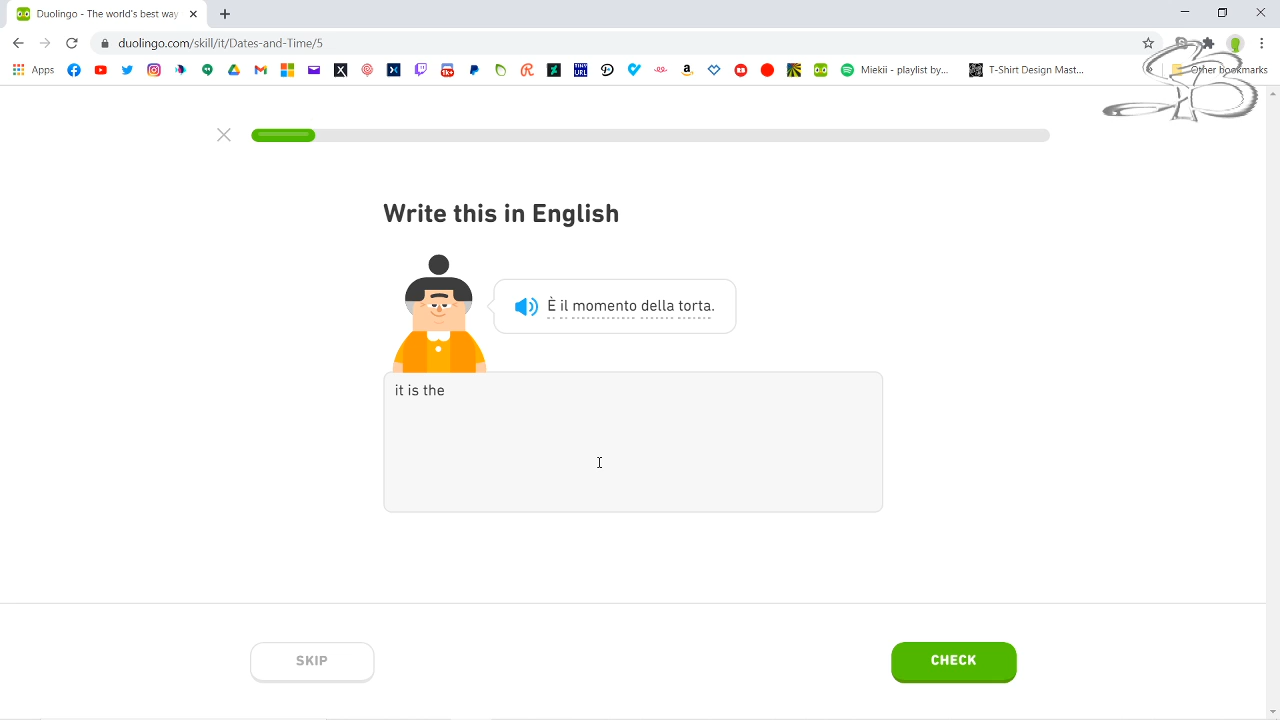 Duolingo - The world's best way
duolingo.com/skill/it/Dates-and-Time/5
Apps
Miekii - playlist by...
T-Shirt Design Mast...
Other bookmarks
Write this in English
È il momento della torta.
it is the
SKIP
CHECK